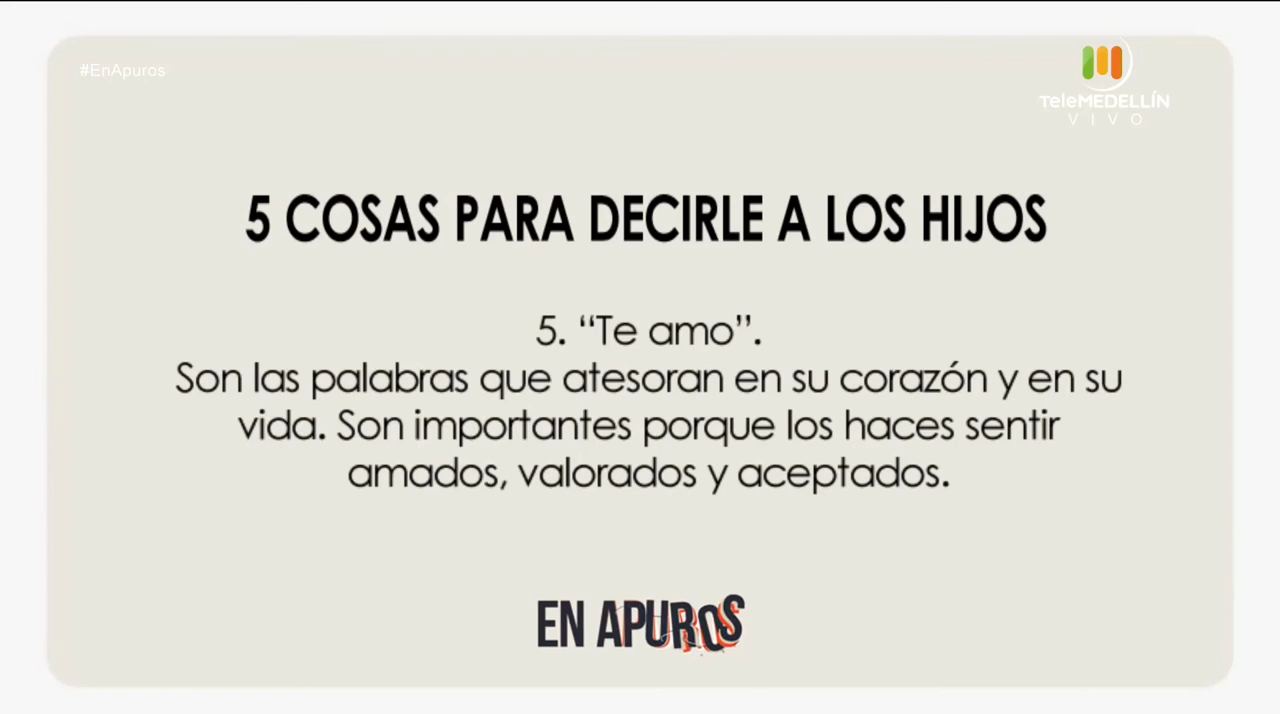 #EnApuros
TeleMEDELLÍN
VIVO
5 COSAS PARA DECIRLE A LOS HIJOS
5. “Te amo”.
Son las palabras que atesoran en su corazón y en su
vida. Son importantes porque los haces sentir
amados, valorados y aceptados.
EN APUROS